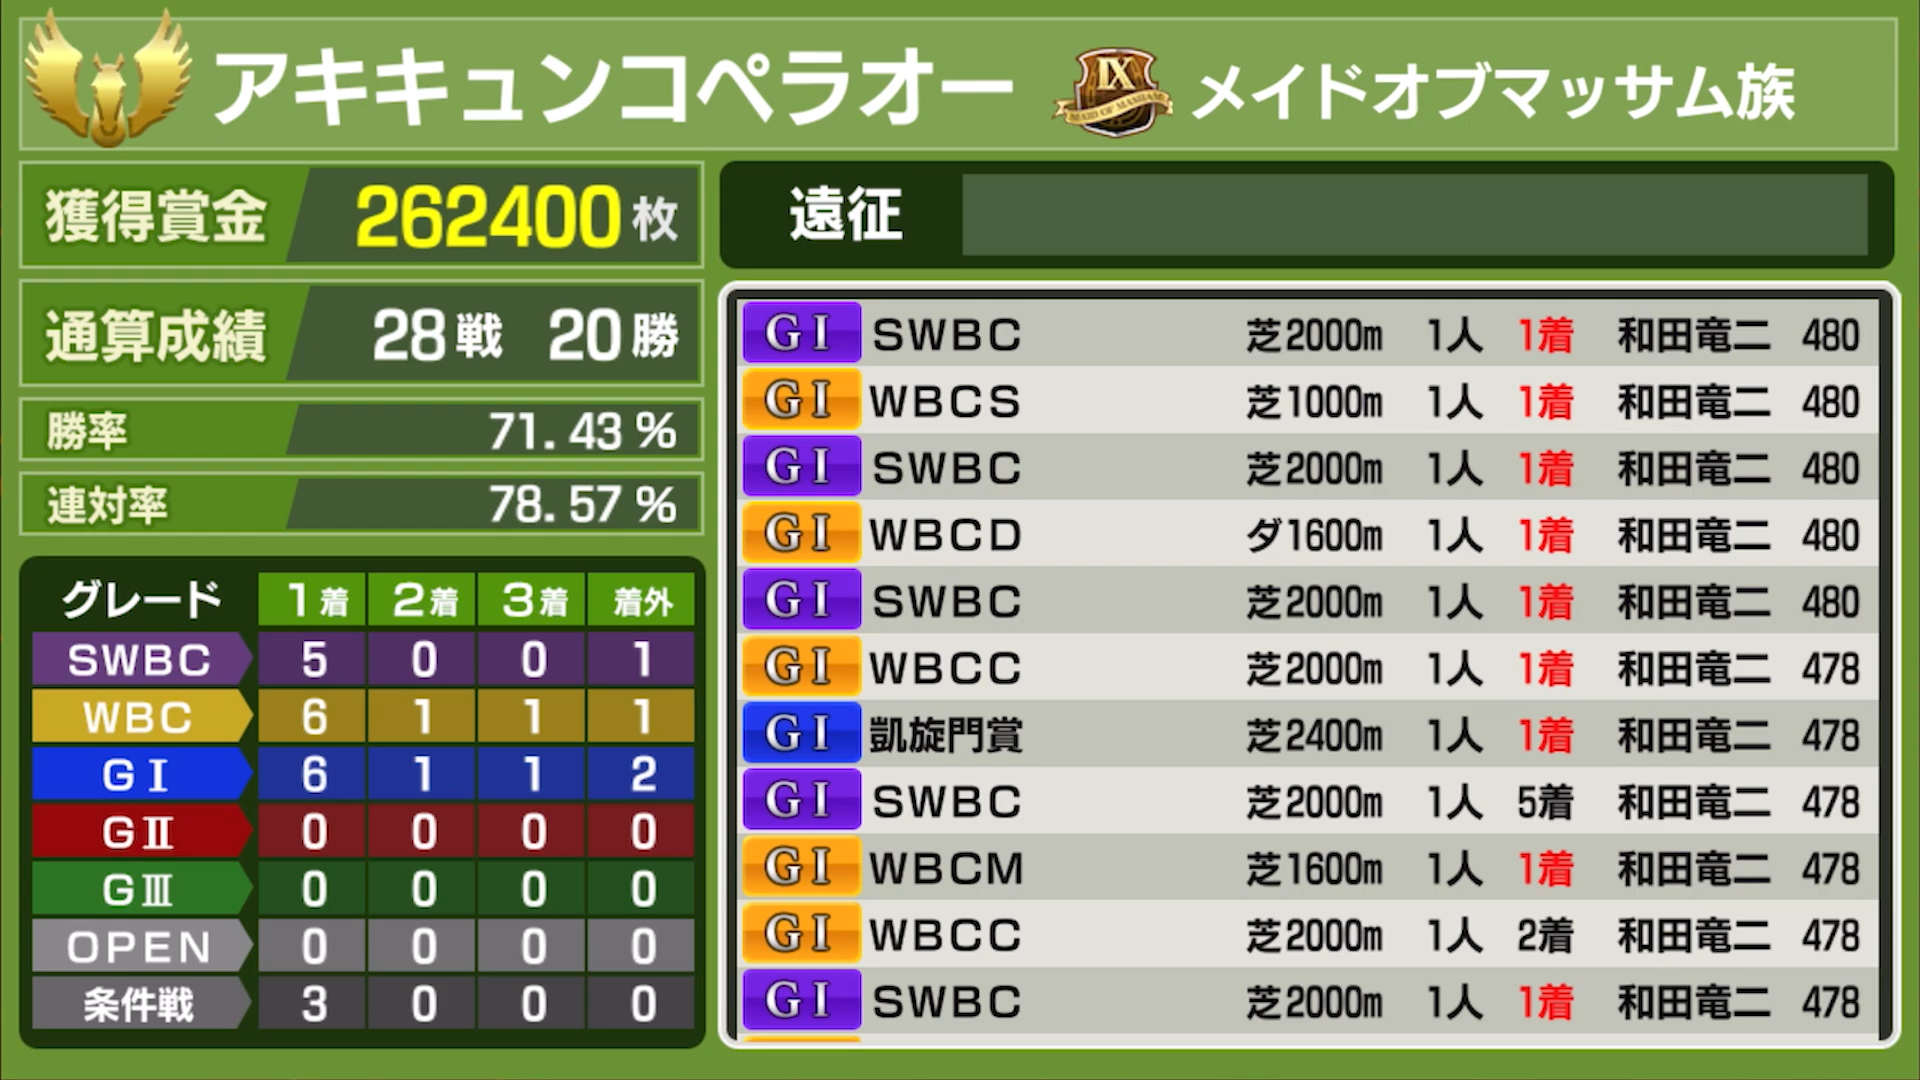 アキキュンコペラオー IX MAID OF MASHAM メイドオブマッサム族
獲得賞金 262400枚
遠征
通算成績 28戦 20勝
勝率 71.43%
連対率 78.57%
グレード 1着 2着 3着 着外
SWBC 5 0 0 1
WBC 6 1 1 1
GⅠ 6 1 1 2
GⅡ 0 0 0 0
GⅢ 0 0 0 0
OPEN 0 0 0 0
条件戦 3 0 0 0
GⅠ SWBC 芝2000m 1人 1着 和田竜二 480
GⅠ WBCS 芝1000m 1人 1着 和田竜二 480
GⅠ SWBC 芝2000m 1人 1着 和田竜二 480
GⅠ WBCD ダ1600m 1人 1着 和田竜二 480
GⅠ SWBC 芝2000m 1人 1着 和田竜二 480
GⅠ WBCC 芝2000m 1人 1着 和田竜二 478
GⅠ 凱旋門賞 芝2400m 1人 1着 和田竜二 478
GⅠ SWBC 芝2000m 1人 5着 和田竜二 478
GⅠ WBCM 芝1600m 1人 1着 和田竜二 478
GⅠ WBCC 芝2000m 1人 2着 和田竜二 478
GⅠ SWBC 芝2000m 1人 1着 和田竜二 478